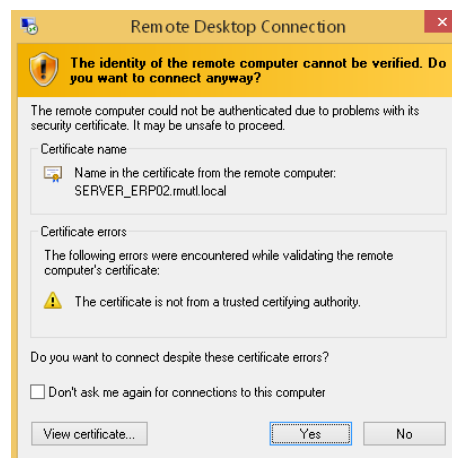 Remote Desktop Connection
The identity of the remote computer cannot be verified. Do
you want to connect anyway?
The remote computer could not be authenticated due to problems with its
security certificate. It may be unsafe to proceed.
Certificate name
Name in the certificate from the remote computer:
SERVER_ERP02.rmutl.local
Certificate errors
The following errors were encountered while validating the remote
computer's certificate:
The certificate is not from a trusted certifying authority.
Do you want to connect despite these certificate errors?
Don't ask me again for connections to this computer
View certificate...
Yes
No